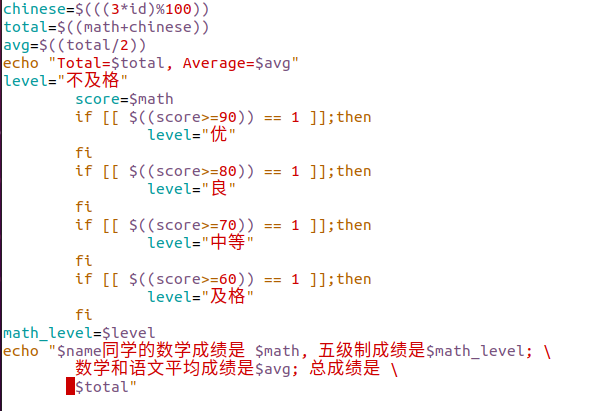 chinese=$(((3*id)%100))
total=$((math+chinese))
avg=$((total/2))
echo "Total=$total, Average=$avg"
level="不及格"
        score=$math
        if [[ $((score>=90)) == 1 ]];then
                level="优"
        fi
        if [[ $((score>=80)) == 1 ]];then
                level="良"
        fi
        if [[ $((score>=70)) == 1 ]];then
                level="中等"
        fi
        if [[ $((score>=60)) == 1 ]];then
                level="及格"
        fi
math_level=$level
echo "$name同学的数学成绩是 $math, 五级制成绩是$math_level; \
        数学和语文平均成绩是$avg; 总成绩是 \
        $total"